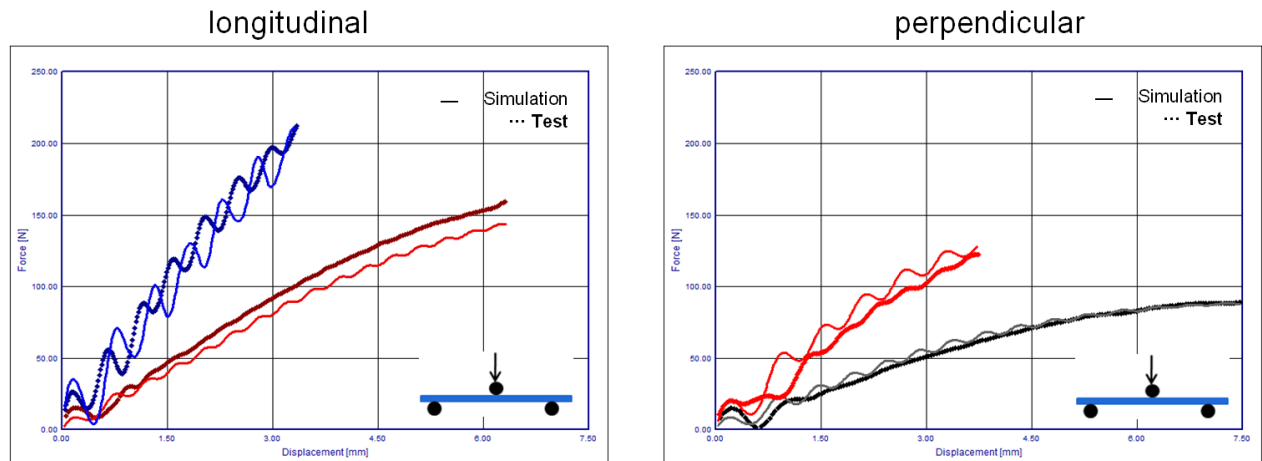 longitudinal
perpendicular
250.00
200.00
150.00
100.00
50.00
0.00
Force [N]
— Simulation
··· Test
0.00 1.50 3.00 4.50 6.00 7.50
Displacement [mm]
250.00
200.00
150.00
100.00
50.00
0.00
Force [N]
— Simulation
··· Test
0.00 1.50 3.00 4.50 6.00 7.50
Displacement [mm]